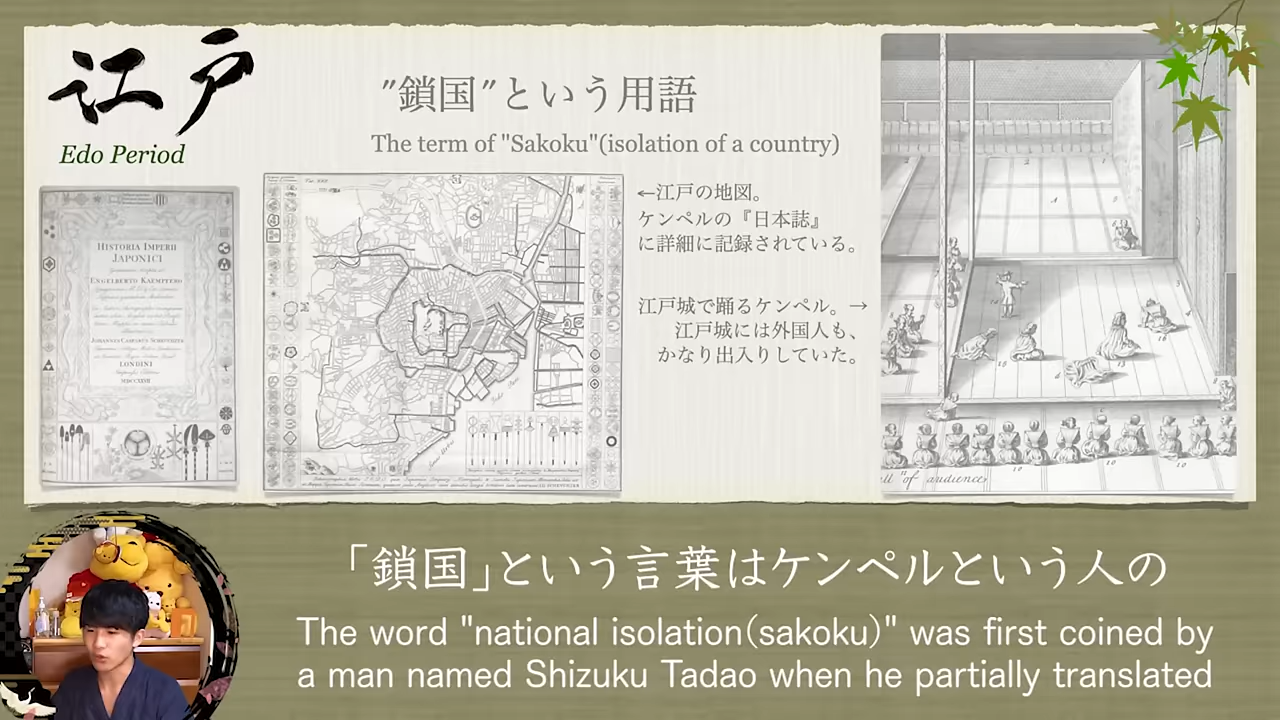 江戸
Edo Period
"鎖国"という用語
The term of "Sakoku"(isolation of a country)
HISTORIA IMPERII
JAPONICI
ENGELBERTO KAEMPFERO
JOHANNES CASPARUS SCHEUCHZER
LONDINI
←江戸の地図。
ケンペルの『日本誌』
に詳細に記録されている。
江戸城で踊るケンペル。→
江戸城には外国人も、
かなり出入りしていた。
of audience
「鎖国」という言葉はケンペルという人の
The word "national isolation(sakoku)" was first coined by
a man named Shizuku Tadao when he partially translated